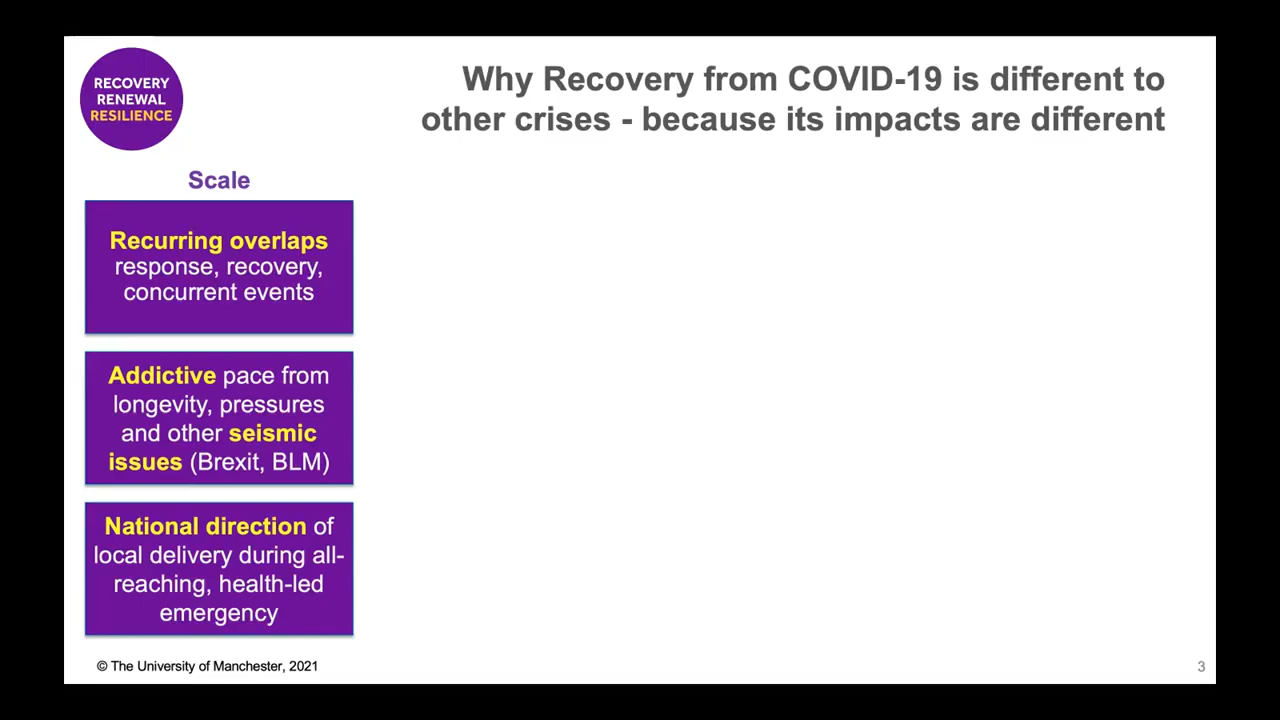 RECOVERY
RENEWAL
RESILIENCE
Why Recovery from COVID-19 is different to
other crises - because its impacts are different
Scale
Recurring overlaps
response, recovery,
concurrent events
Addictive pace from
longevity, pressures
and other seismic
issues (Brexit, BLM)
National direction of
local delivery during all-
reaching, health-led
emergency
© The University of Manchester, 2021
3